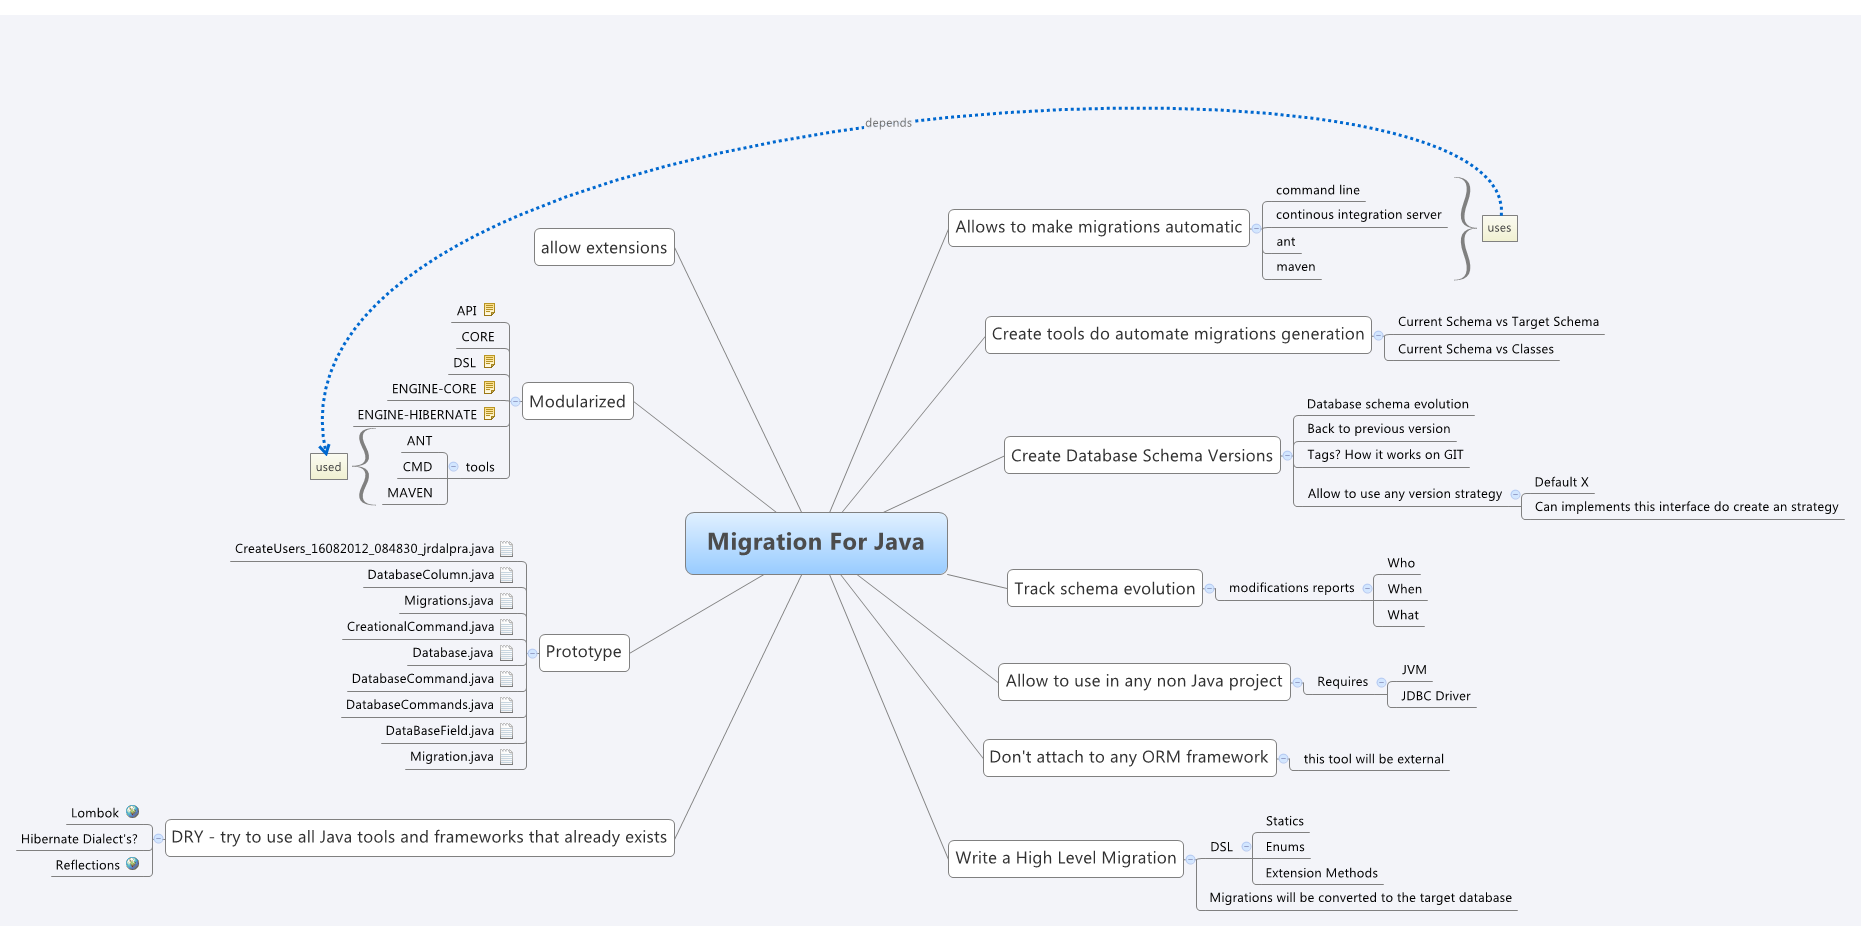 depends
command line
Allows to make migrations automatic
continous integration server
ant
maven
uses
allow extensions
Create tools do automate migrations generation
Current Schema vs Target Schema
Current Schema vs Classes
API
CORE
DSL
ENGINE-CORE
ENGINE-HIBERNATE
Modularized
ANT
CMD
MAVEN
tools
used
Create Database Schema Versions
Database schema evolution
Back to previous version
Tags? How it works on GIT
Allow to use any version strategy
Default X
Can implements this interface do create an strategy
Migration For Java
Track schema evolution
modifications reports
Who
When
What
CreateUsers_16082012_084830_jrdalpra.java
DatabaseColumn.java
Migrations.java
CreationalCommand.java
Database.java
DatabaseCommand.java
DatabaseCommands.java
DataBaseField.java
Migration.java
Prototype
Allow to use in any non Java project
Requires
JVM
JDBC Driver
Don't attach to any ORM framework
this tool will be external
Lombok
Hibernate Dialect's?
Reflections
DRY - try to use all Java tools and frameworks that already exists
Write a High Level Migration
DSL
Statics
Enums
Extension Methods
Migrations will be converted to the target database